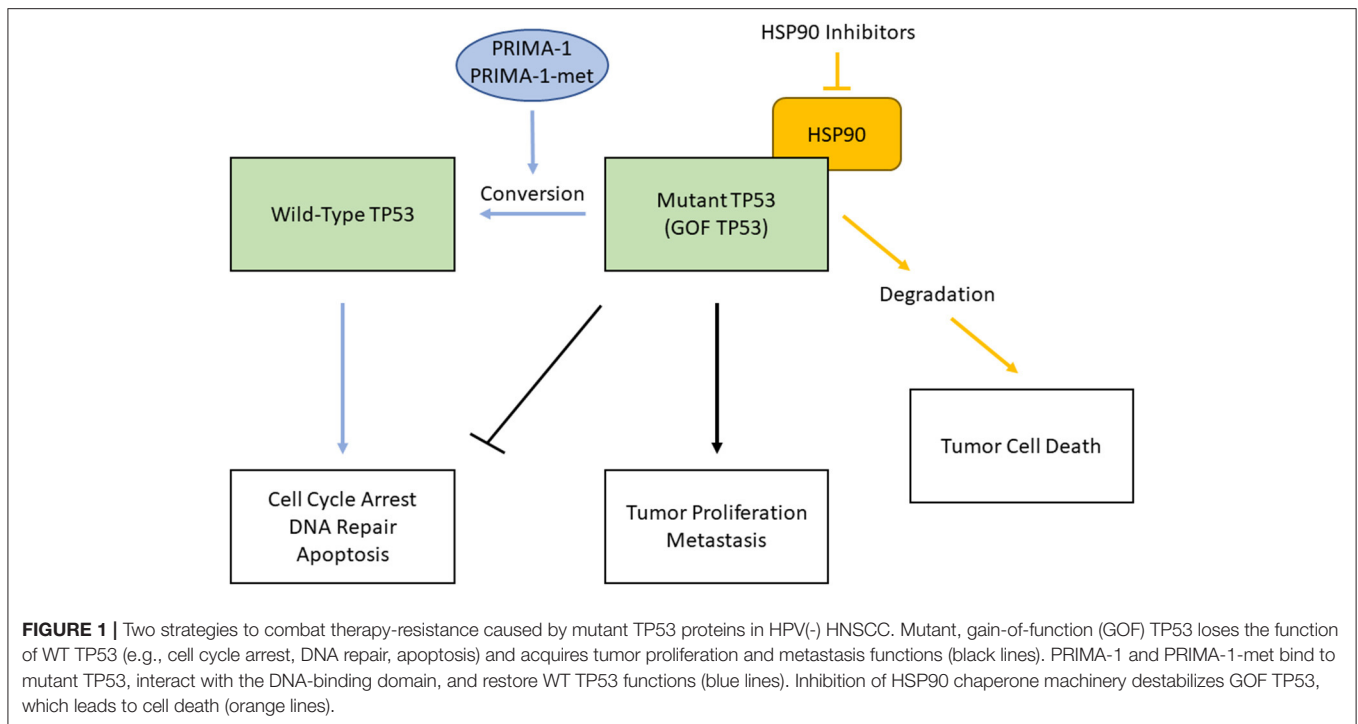 PRIMA-1
PRIMA-1-met
HSP90 Inhibitors
HSP90
Wild-Type TP53
Conversion
Mutant TP53
(GOF TP53)
Degradation
Cell Cycle Arrest
DNA Repair
Apoptosis
Tumor Proliferation
Metastasis
Tumor Cell Death
FIGURE 1 | Two strategies to combat therapy-resistance caused by mutant TP53 proteins in HPV(-) HNSCC. Mutant, gain-of-function (GOF) TP53 loses the function
of WT TP53 (e.g., cell cycle arrest, DNA repair, apoptosis) and acquires tumor proliferation and metastasis functions (black lines). PRIMA-1 and PRIMA-1-met bind to
mutant TP53, interact with the DNA-binding domain, and restore WT TP53 functions (blue lines). Inhibition of HSP90 chaperone machinery destabilizes GOF TP53,
which leads to cell death (orange lines).